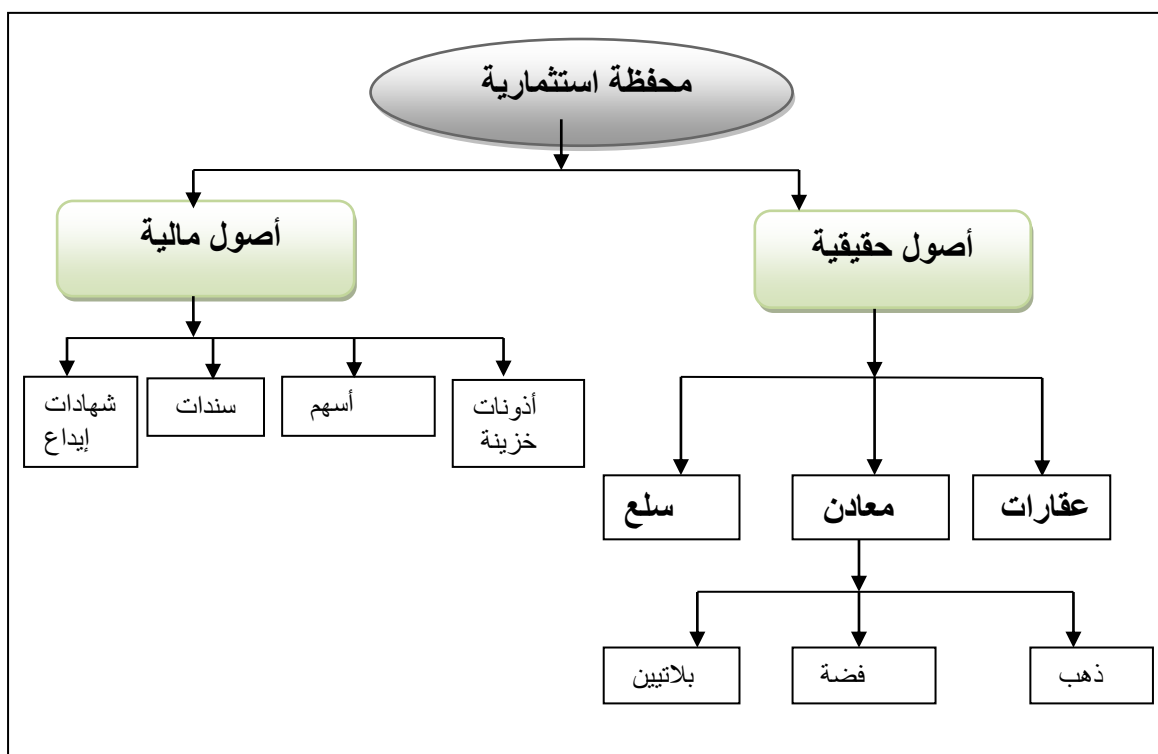 محفظة استثمارية
أصول حقيقية
أصول مالية
أذونات
خزينة
أسهم
سندات
شهادات
إيداع
عقارات
معادن
سلع
ذهب
فضة
بلاتيين